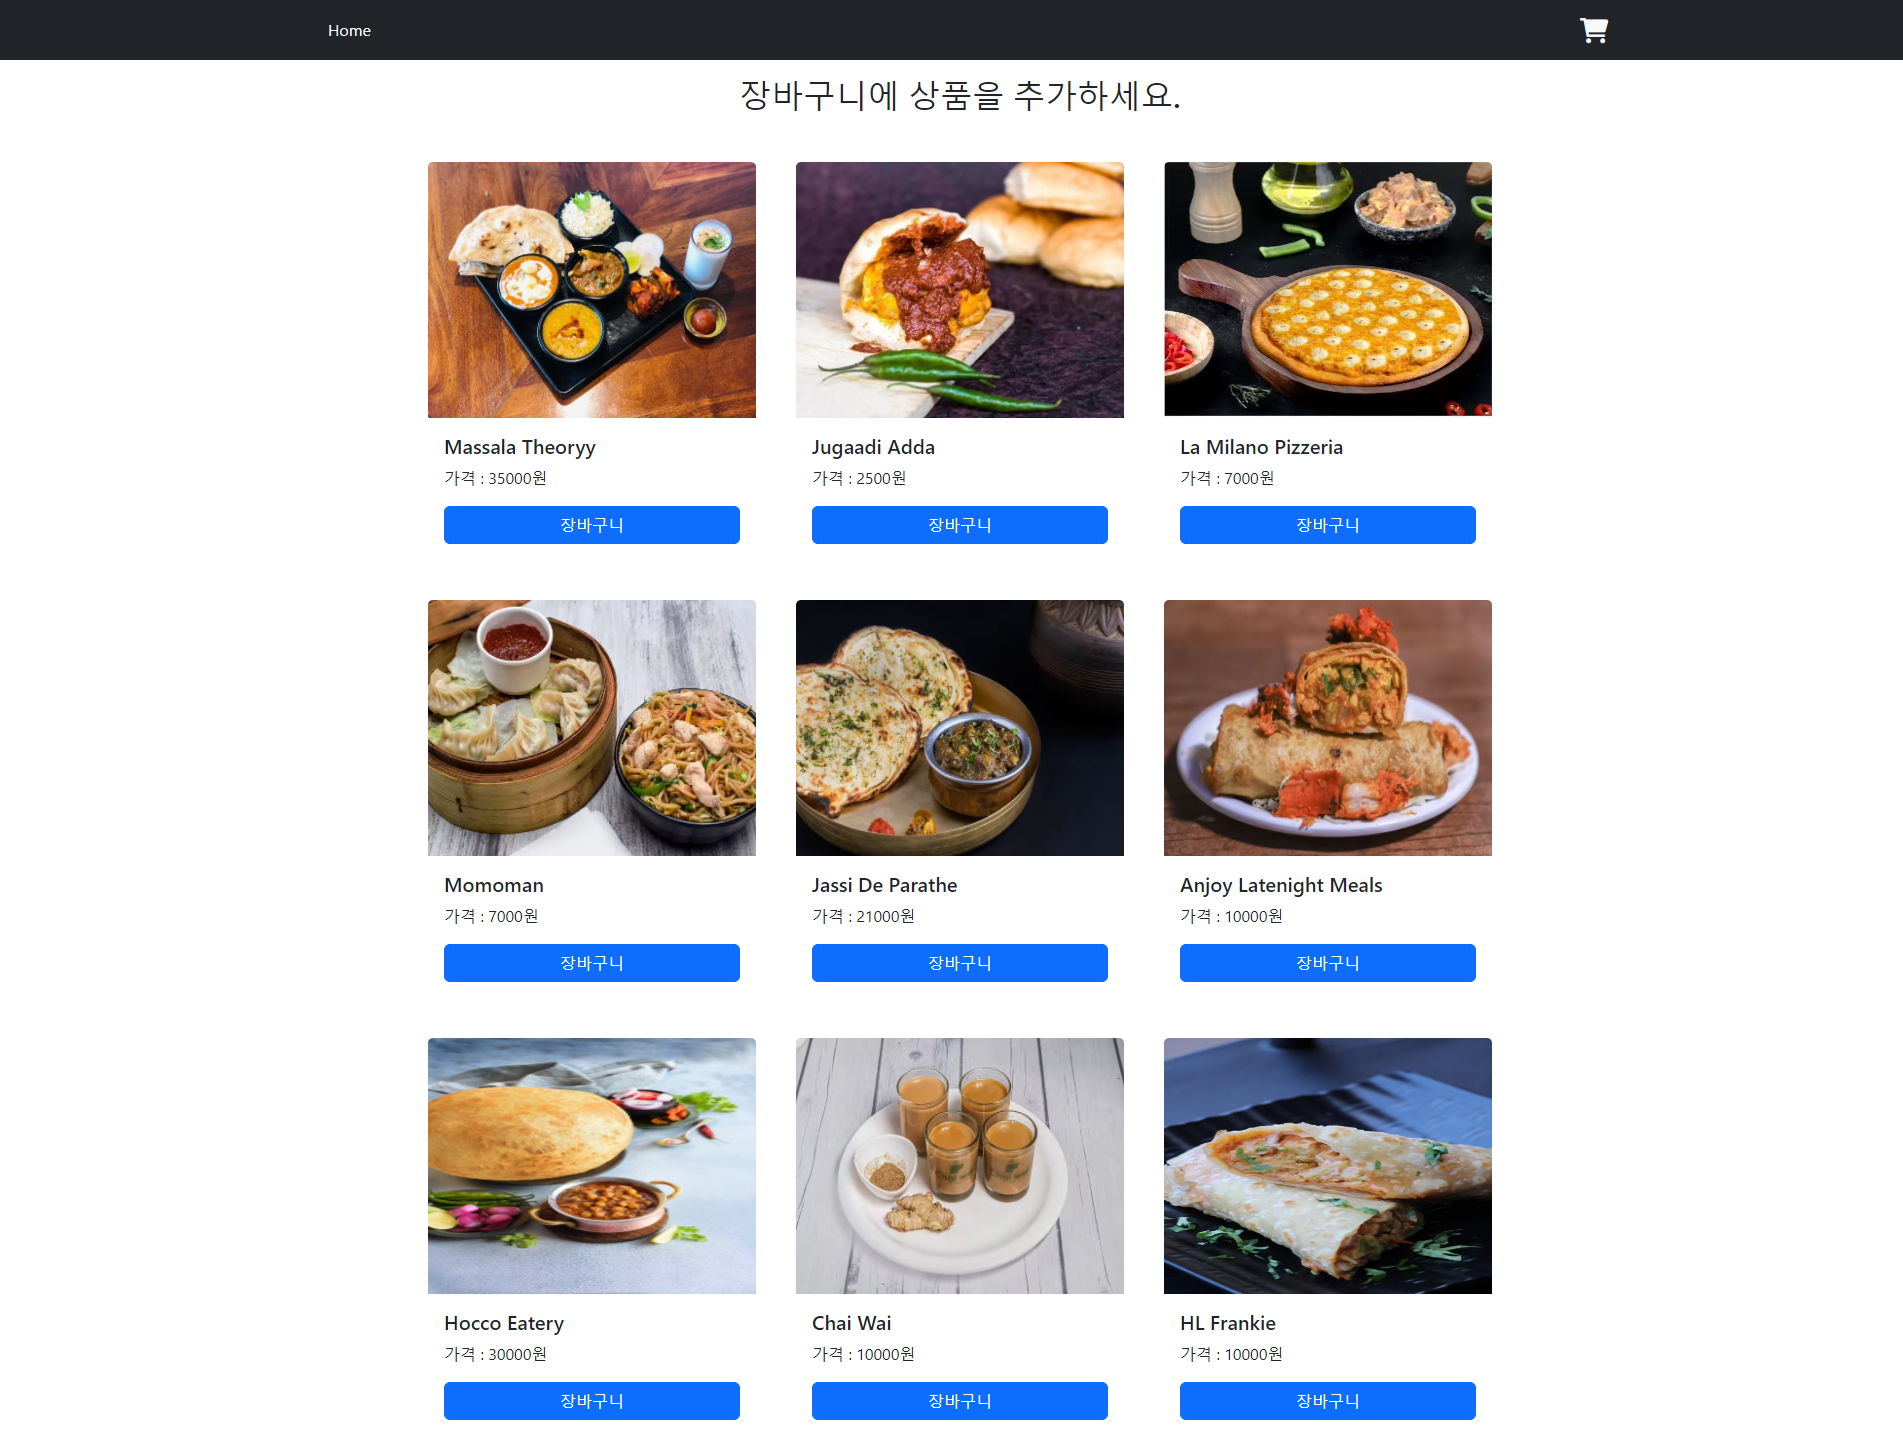 Home
장바구니에 상품을 추가하세요.
Massala Theoryy
가격 : 35000원
장바구니
Jugaadi Adda
가격 : 2500원
장바구니
La Milano Pizzeria
가격 : 7000원
장바구니
Momoman
가격 : 7000원
장바구니
Jassi De Parathe
가격 : 21000원
장바구니
Anjoy Latenight Meals
가격 : 10000원
장바구니
Hocco Eatery
가격 : 30000원
장바구니
Chai Wai
가격 : 10000원
장바구니
HL Frankie
가격 : 10000원
장바구니